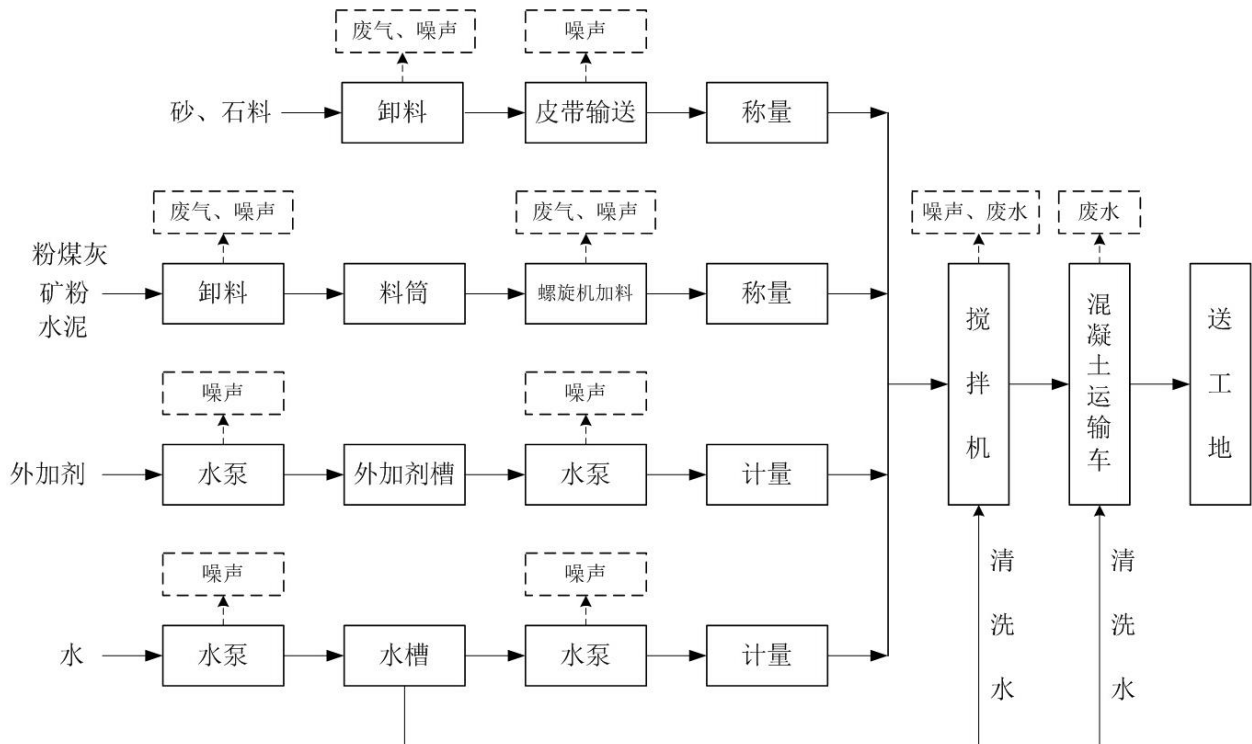 废气、噪声
噪声
砂、石料
卸料
皮带输送
称量
废气、噪声
废气、噪声
噪声、废水
废水
粉煤灰
矿粉
水泥
卸料
料筒
螺旋机加料
称量
搅拌机
混凝土运输车
送工地
噪声
噪声
外加剂
水泵
外加剂槽
水泵
计量
噪声
噪声
水
水泵
水槽
水泵
计量
清洗水
清洗水